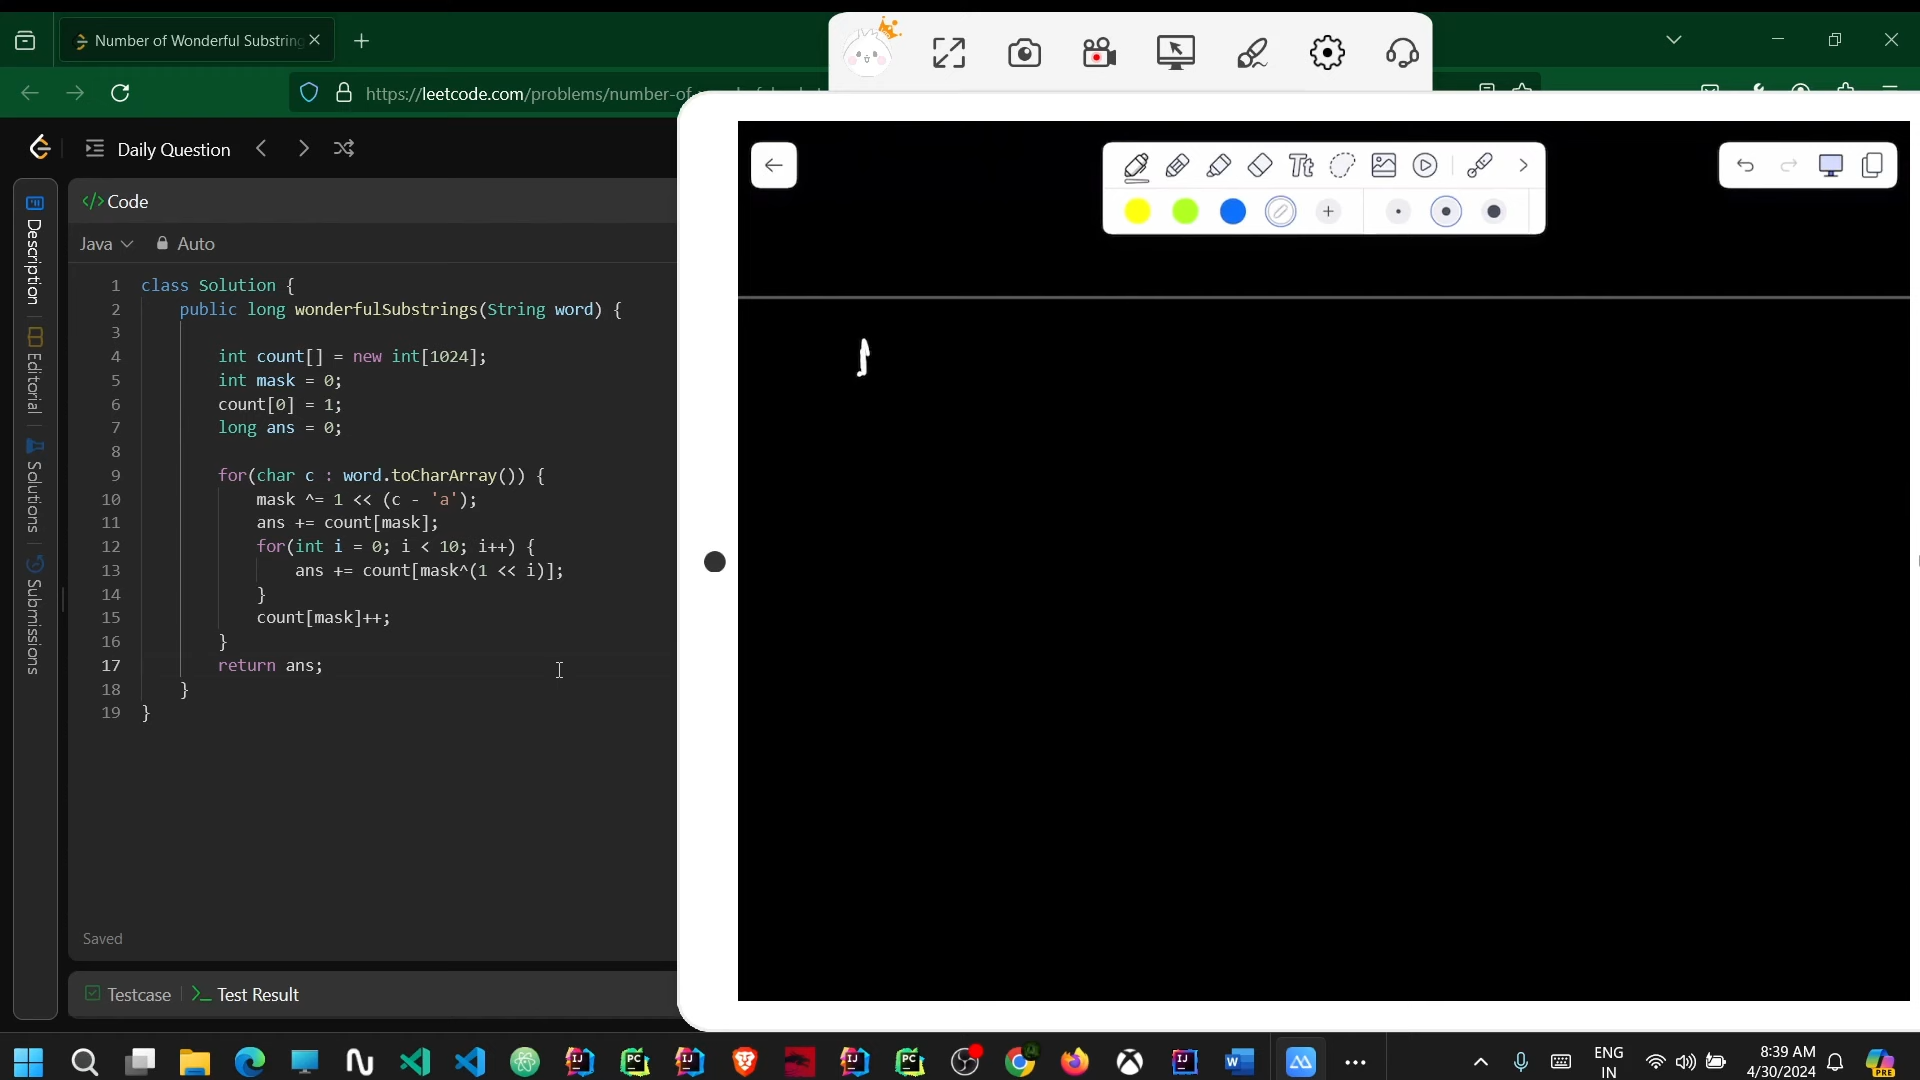 Number of Wonderful Substring
https://leetcode.com/problems/number-of-
Daily Question
Description
Editorial
Solutions
Submissions
</> Code
Java
Auto
1 class Solution {
2 public long wonderfulSubstrings(String word) {
3
4 int count[] = new int[1024];
5 int mask = 0;
6 count[0] = 1;
7 long ans = 0;
8
9 for(char c : word.toCharArray()) {
10 mask ^= 1 << (c - 'a');
11 ans += count[mask];
12 for(int i = 0; i < 10; i++) {
13 ans += count[mask^(1 << i)];
14 }
15 count[mask]++;
16 }
17 return ans;
18 }
19 }
Saved
Testcase
Test Result
Tt
ENG
IN
8:39 AM
4/30/2024